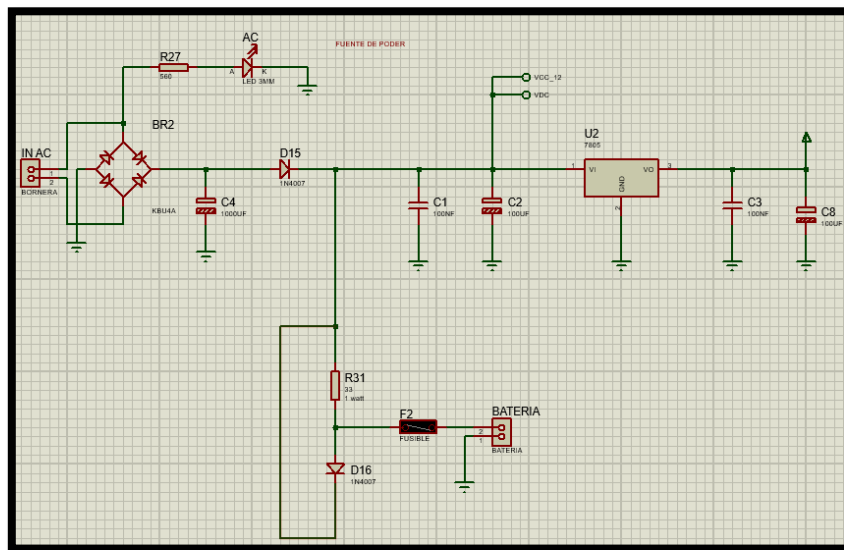 FUENTE DE PODER
AC
R27
560
A
K
LED 3MM
BR2
KBU4A
IN AC
1
2
BORNERA
C4
1000UF
D15
1N4007
VCC_12
VDC
C1
100NF
C2
100UF
U2
7805
1
VI
VO
3
GND
2
C3
100NF
C8
100UF
R31
33
1 watt
F2
FUSIBLE
BATERIA
2
1
BATERIA
D16
1N4007